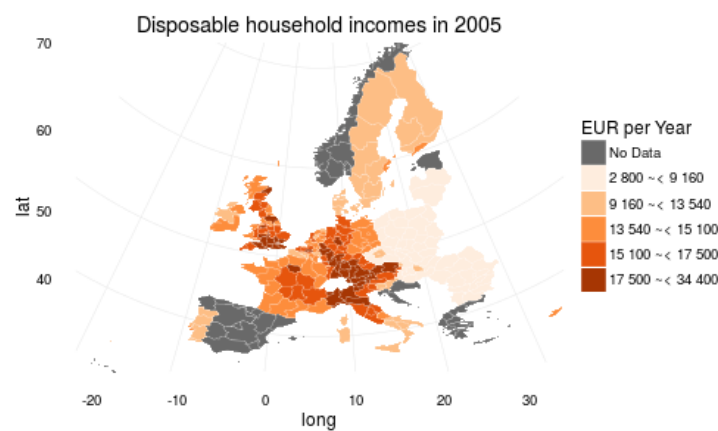 Disposable household incomes in 2005
70
60
50
40
lat
-20 -10 0 10 20 30
long
EUR per Year
No Data
2 800 ~< 9 160
9 160 ~< 13 540
13 540 ~< 15 100
15 100 ~< 17 500
17 500 ~< 34 400